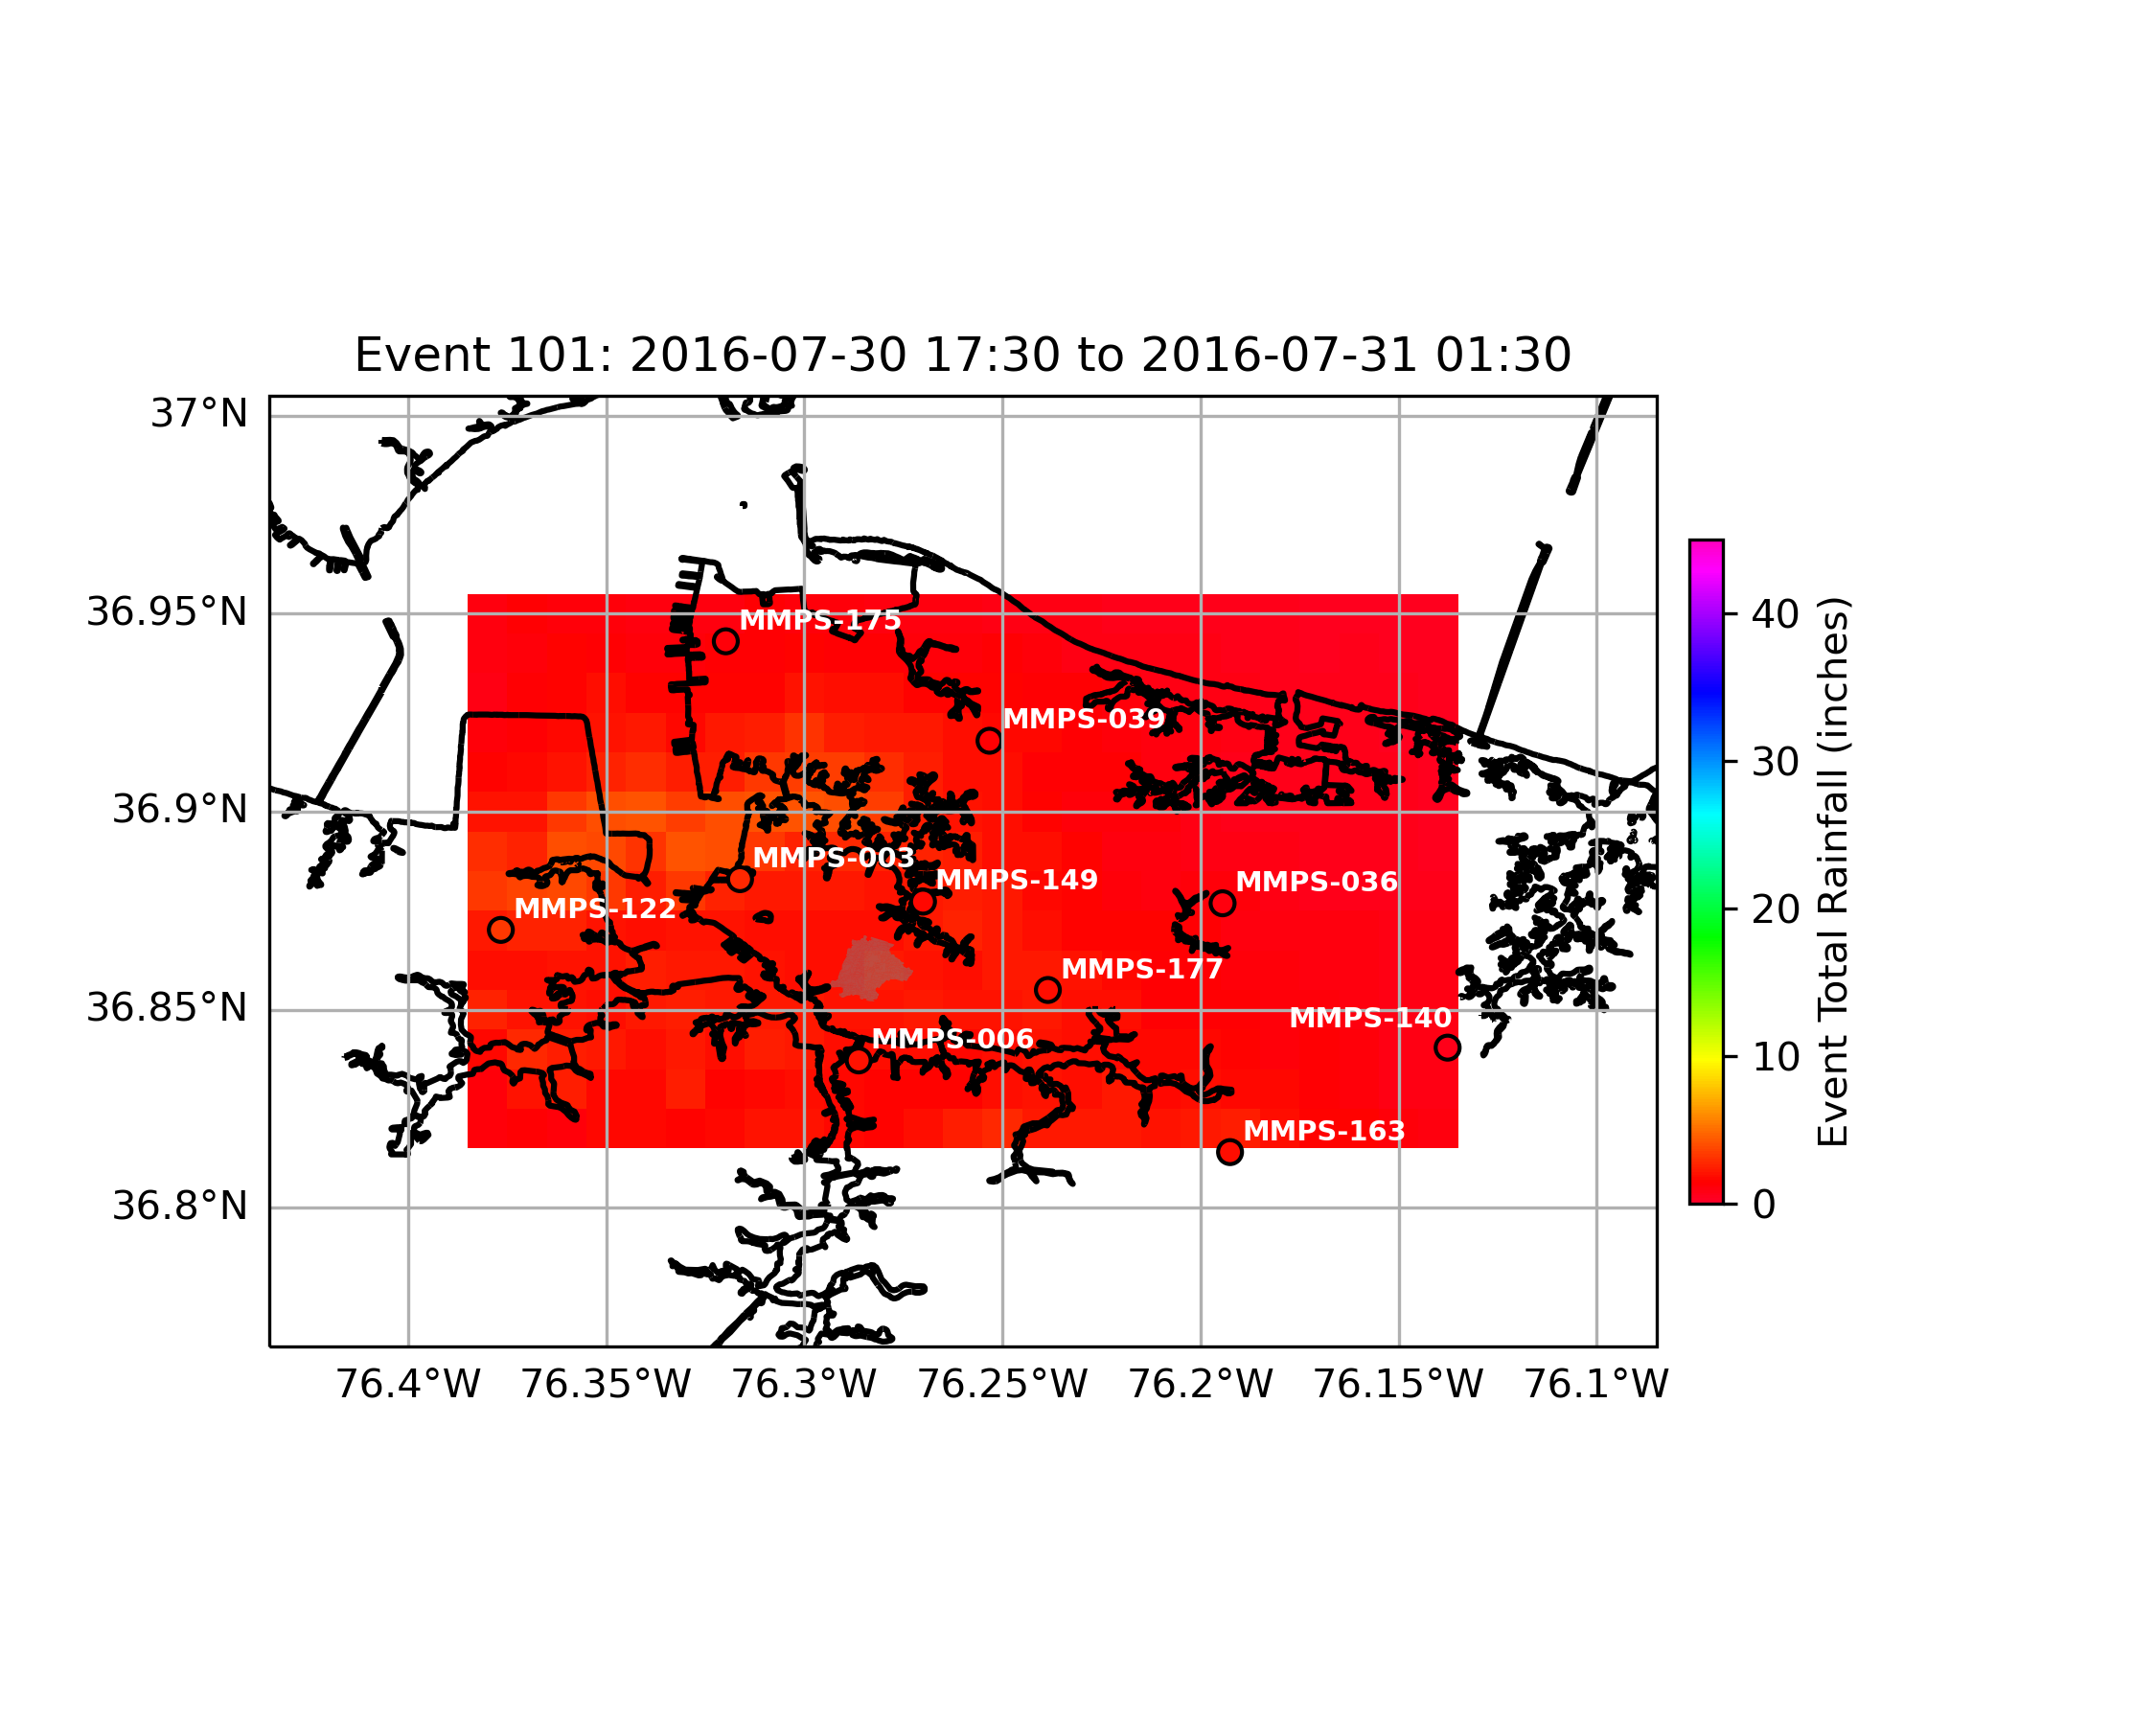 Event 101: 2016-07-30 17:30 to 2016-07-31 01:30
37°N
36.95°N
36.9°N
36.85°N
36.8°N
76.4°W
76.35°W
76.3°W
76.25°W
76.2°W
76.15°W
76.1°W
MMPS-175
MMPS-039
MMPS-003
MMPS-149
MMPS-036
MMPS-122
MMPS-177
MMPS-140
MMPS-006
MMPS-163
40
30
20
10
0
Event Total Rainfall (inches)